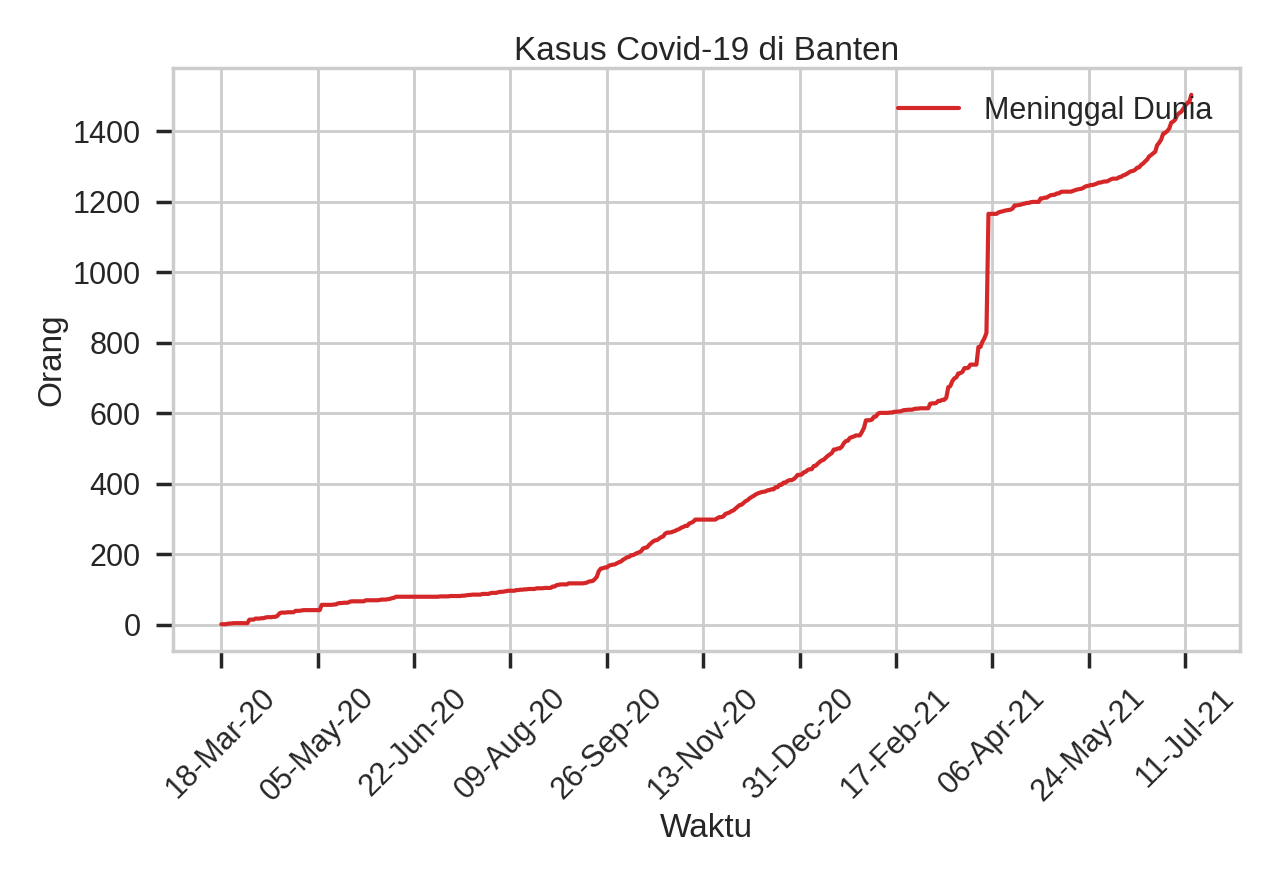 Kasus Covid-19 di Banten
Meninggal Dunia
1400
1200
1000
800
600
400
200
0
Orang
18-Mar-20
05-May-20
22-Jun-20
09-Aug-20
26-Sep-20
13-Nov-20
31-Dec-20
17-Feb-21
06-Apr-21
24-May-21
11-Jul-21
Waktu